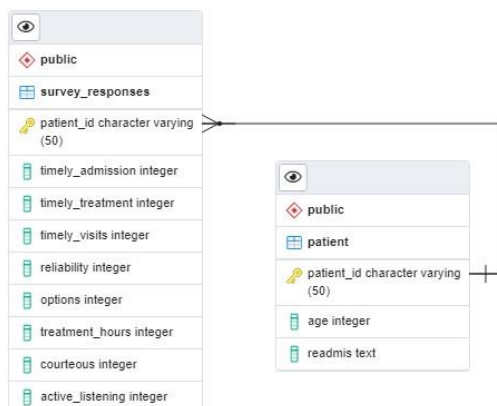 public
survey_responses
patient_id character varying
(50)
timely_admission integer
timely_treatment integer
timely_visits integer
reliability integer
options integer
treatment_hours integer
courteous integer
active_listening integer
public
patient
patient_id character varying
(50)
age integer
readmis text